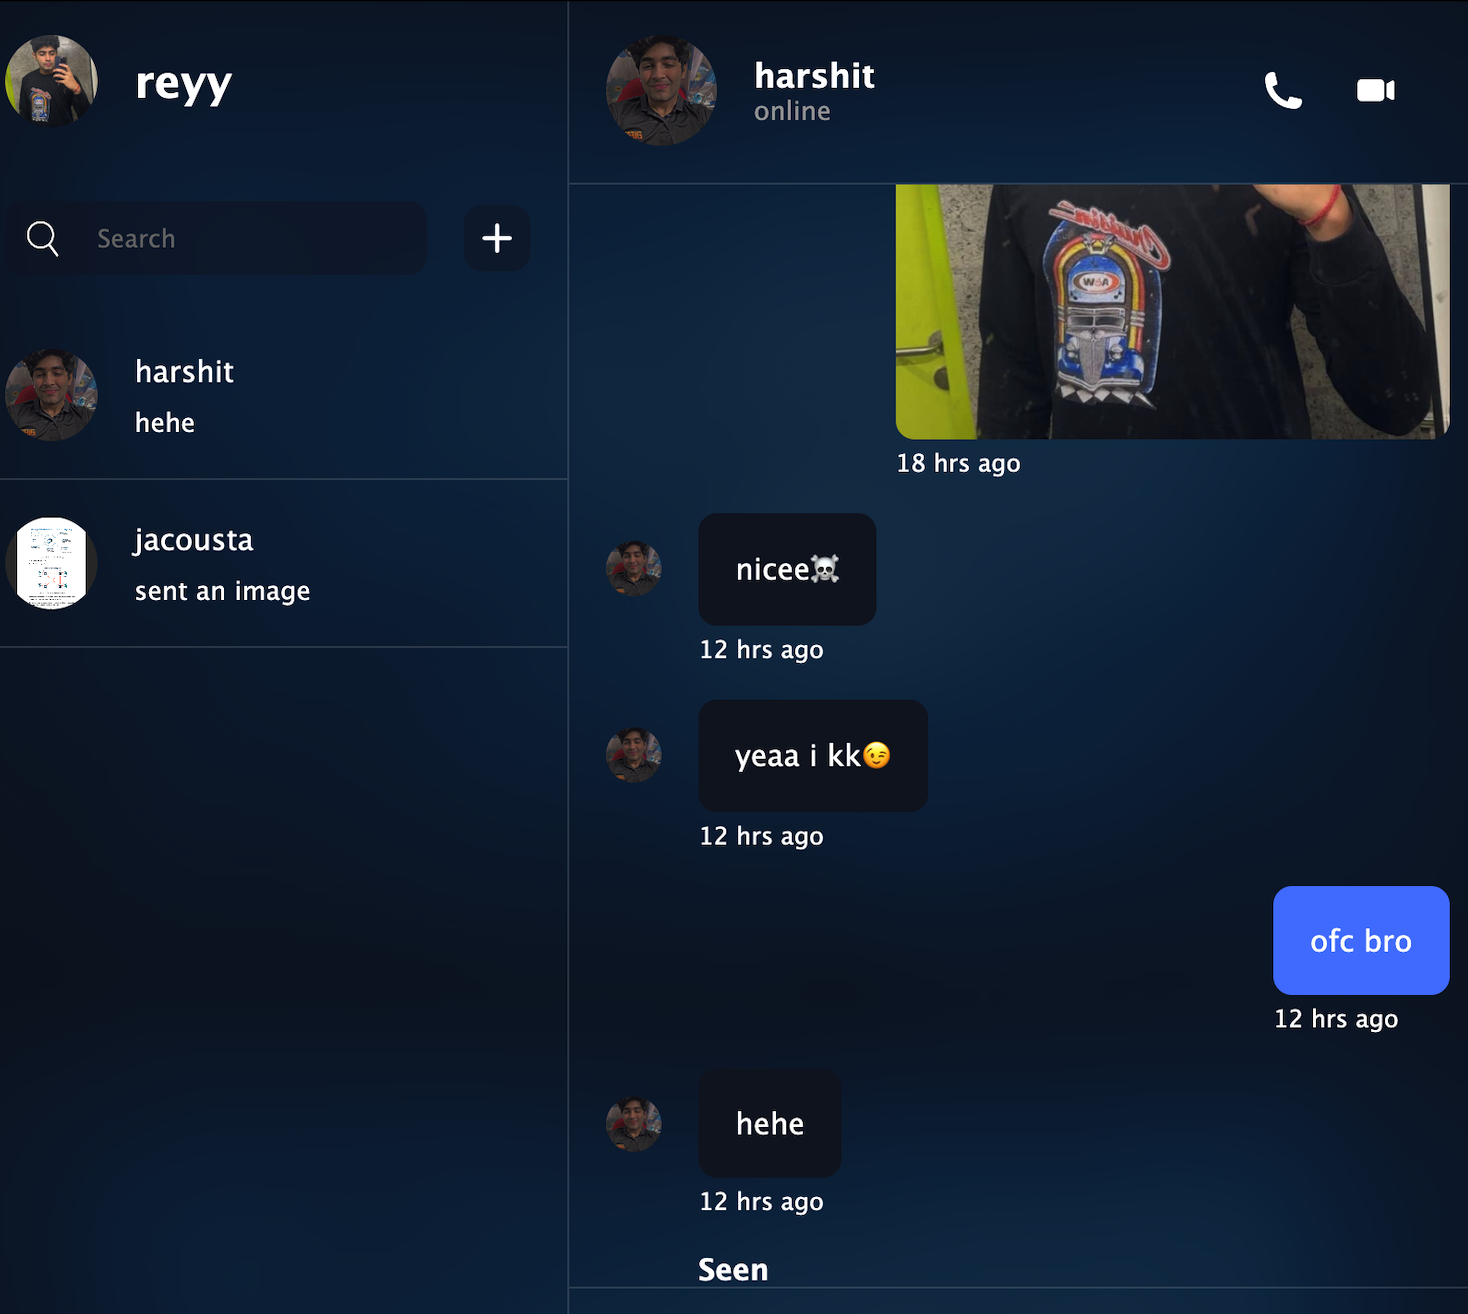 reyy
Search
harshit
hehe
jacousta
sent an image
harshit
online
18 hrs ago
nicee☠️
12 hrs ago
yeaa i kk😉
12 hrs ago
ofc bro
12 hrs ago
hehe
12 hrs ago
Seen